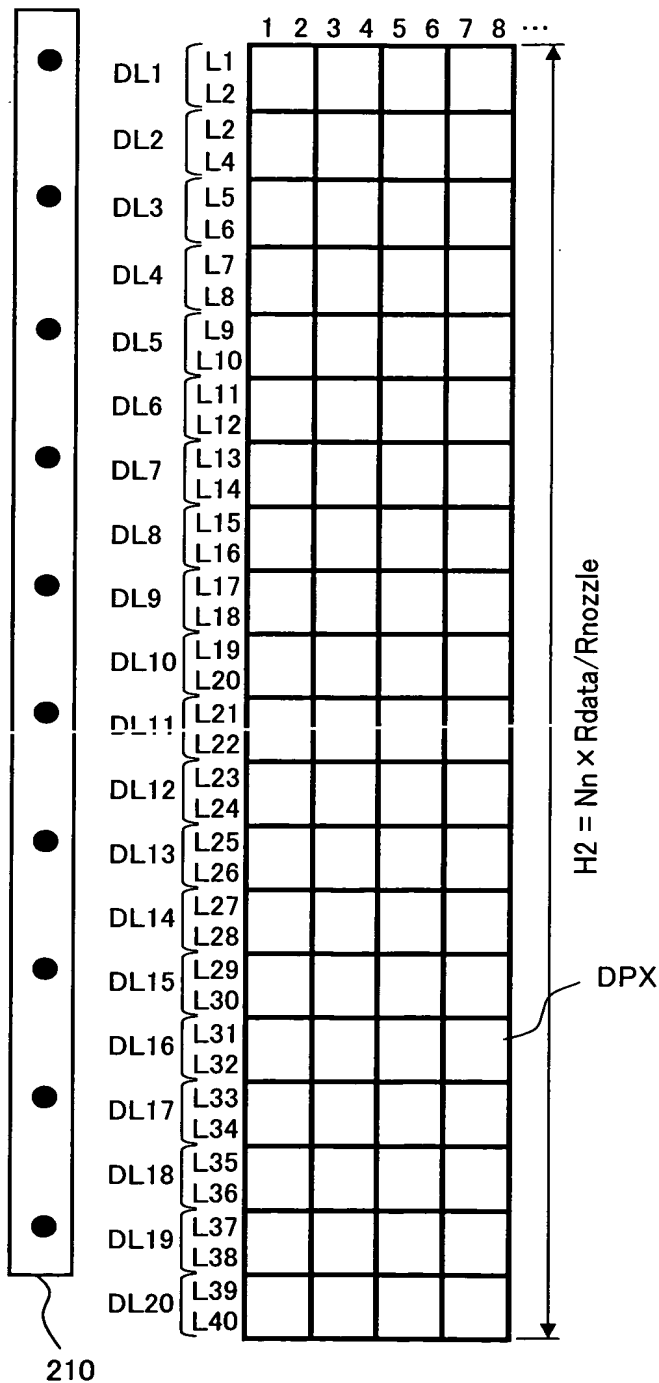 1 2 3 4 5 6 7 8 ...
DL1 L1
L2
DL2 L2
L4
DL3 L5
L6
DL4 L7
L8
DL5 L9
L10
DL6 L11
L12
DL7 L13
L14
DL8 L15
L16
DL9 L17
L18
DL10 L19
L20
DL11 L21
L22
DL12 L23
L24
DL13 L25
L26
DL14 L27
L28
DL15 L29
L30
DL16 L31
L32
DL17 L33
L34
DL18 L35
L36
DL19 L37
L38
DL20 L39
L40
H2 = Nn × Rdata/Rnozzle
DPX
210